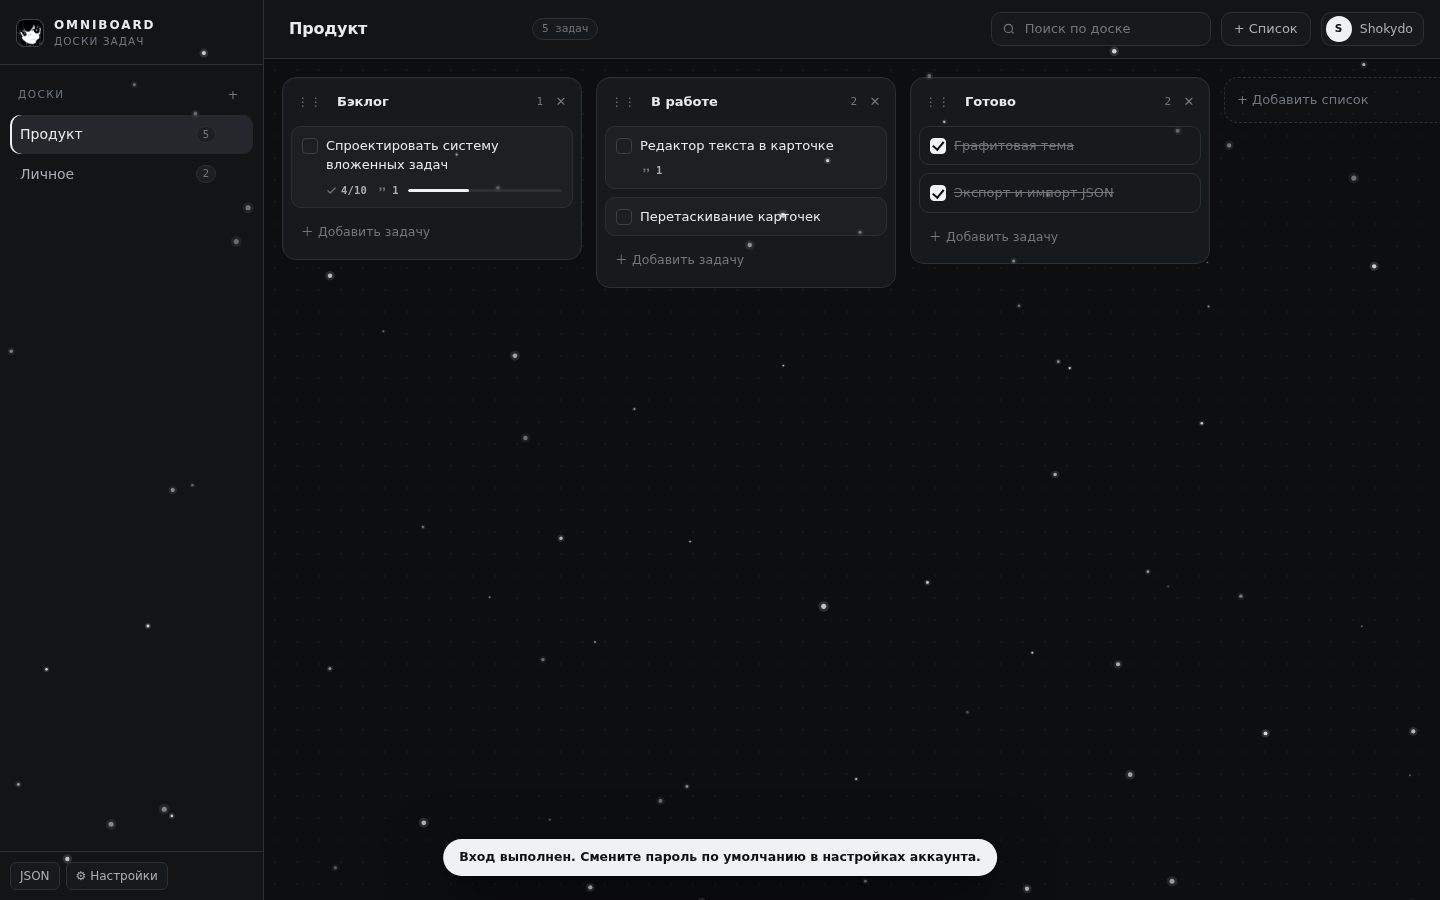 OMNIBOARD
ДОСКИ ЗАДАЧ
ДОСКИ
+
Продукт
5
Личное
2
JSON
⚙ Настройки
Продукт
5 задач
Поиск по доске
+ Список
S
Shokydo
Бэклог
1 ×
Спроектировать систему
вложенных задач
4/10
1
+ Добавить задачу
В работе
2 ×
Редактор текста в карточке
1
Перетаскивание карточек
+ Добавить задачу
Готово
2 ×
Графитовая тема
Экспорт и импорт JSON
+ Добавить задачу
+ Добавить список
Вход выполнен. Смените пароль по умолчанию в настройках аккаунта.